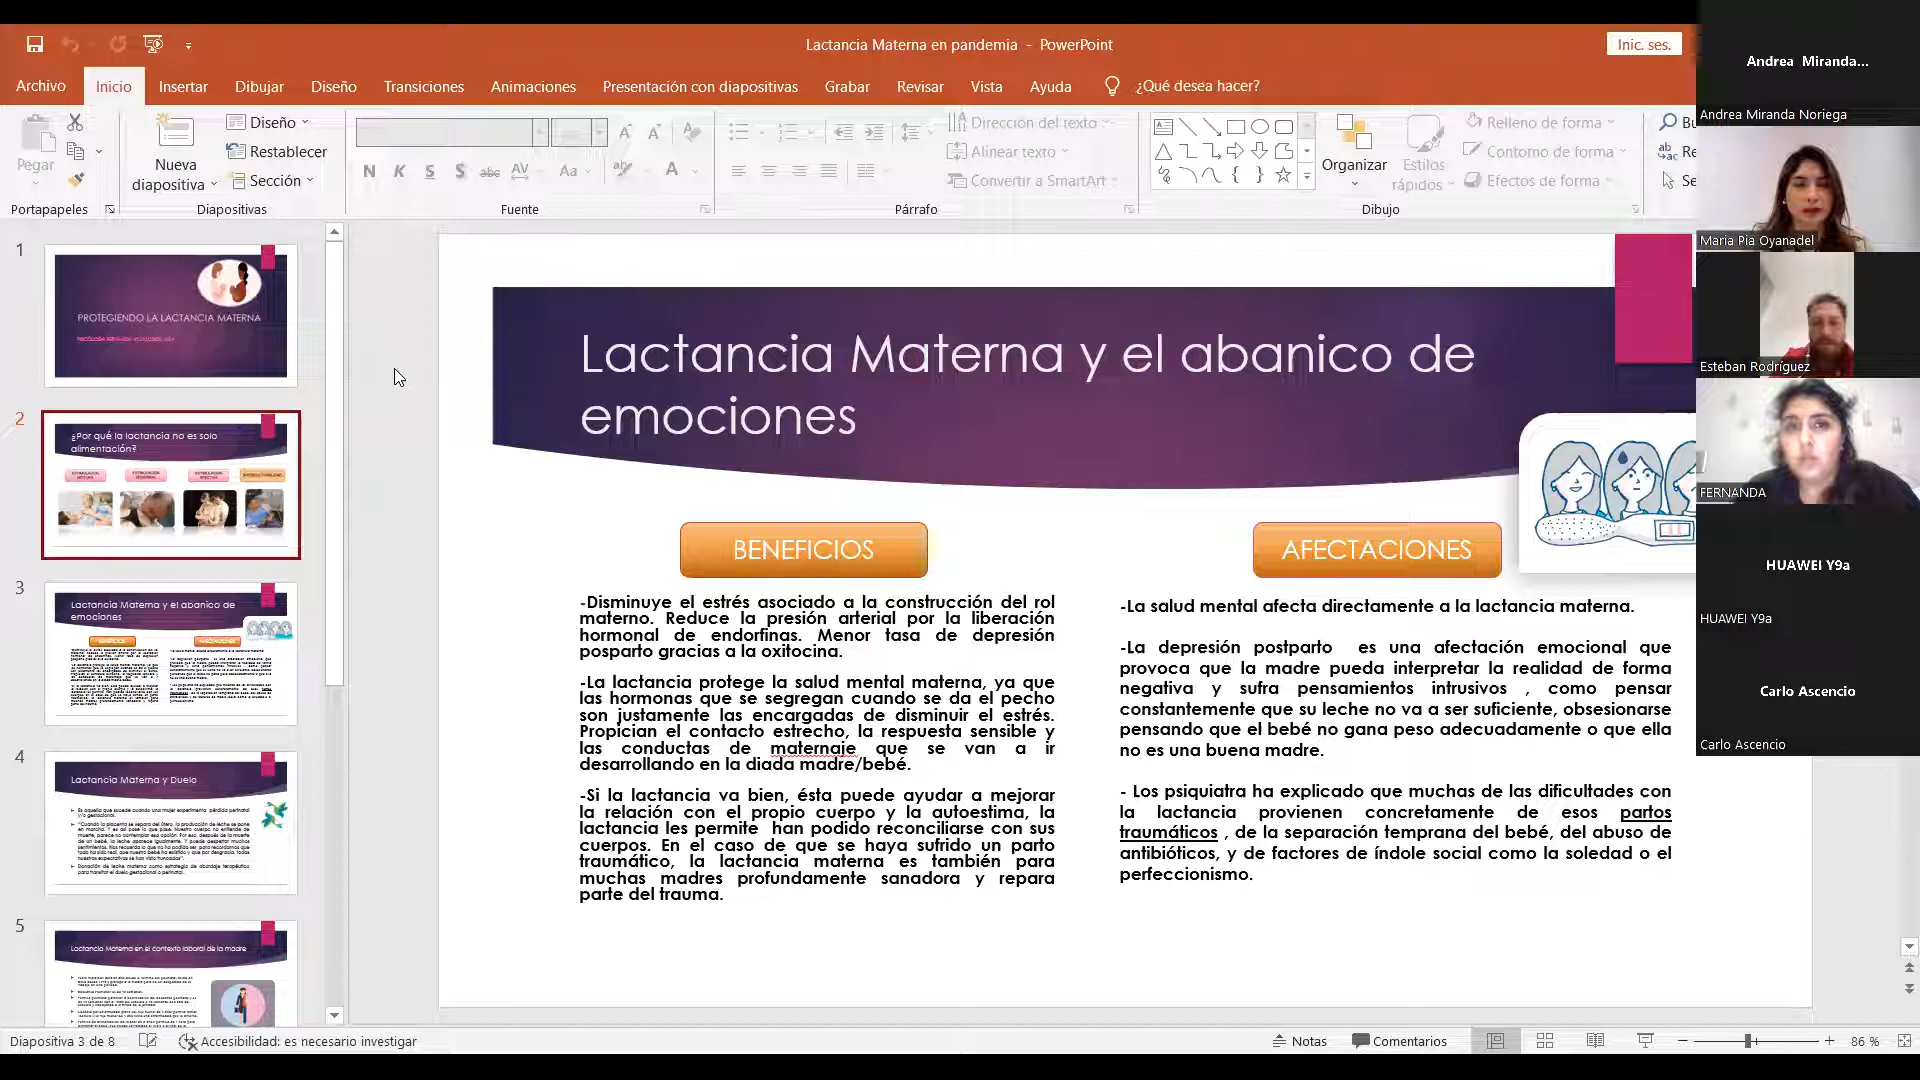 Lactancia Materna en pandemia - PowerPoint
Inic. ses.
Archivo
Inicio
Insertar
Dibujar
Diseño
Transiciones
Animaciones
Presentación con diapositivas
Grabar
Revisar
Vista
Ayuda
¿Qué desea hacer?
Pegar
Nueva
diapositiva
Diseño
Restablecer
Sección
N K S S abc AV Aa A
Dirección del texto
Alinear texto
Convertir a SmartArt
Organizar
Estilos
rápidos
Relleno de forma
Contorno de forma
Efectos de forma
Portapapeles
Diapositivas
Fuente
Párrafo
Dibujo
1
PROTEGIENDO LA LACTANCIA MATERNA
2
¿Por qué la lactancia no es solo
alimentación?
3
Lactancia Materna y el abanico de
emociones
4
Lactancia Materna y Duelo
5
Lactancia Materna en el contexto laboral de la madre
Lactancia Materna y el abanico de
emociones
BENEFICIOS
-Disminuye el estrés asociado a la construcción del rol
materno. Reduce la presión arterial por la liberación
hormonal de endorfinas. Menor tasa de depresión
posparto gracias a la oxitocina.
-La lactancia protege la salud mental materna, ya que
las hormonas que se segregan cuando se da el pecho
son justamente las encargadas de disminuir el estrés.
Propician el contacto estrecho, la respuesta sensible y
las conductas de maternaje que se van a ir
desarrollando en la diada madre/bebé.
-Si la lactancia va bien, ésta puede ayudar a mejorar
la relación con el propio cuerpo y la autoestima, la
lactancia les permite han podido reconciliarse con sus
cuerpos. En el caso de que se haya sufrido un parto
traumático, la lactancia materna es también para
muchas madres profundamente sanadora y repara
parte del trauma.
AFECTACIONES
-La salud mental afecta directamente a la lactancia materna.
-La depresión postparto es una afectación emocional que
provoca que la madre pueda interpretar la realidad de forma
negativa y sufra pensamientos intrusivos , como pensar
constantemente que su leche no va a ser suficiente, obsesionarse
pensando que el bebé no gana peso adecuadamente o que ella
no es una buena madre.
- Los psiquiatra ha explicado que muchas de las dificultades con
la lactancia provienen concretamente de esos partos
traumáticos , de la separación temprana del bebé, del abuso de
antibióticos, y de factores de índole social como la soledad o el
perfeccionismo.
Andrea Miranda...
Andrea Miranda Noriega
Maria Pia Oyanadel
Esteban Rodríguez
FERNANDA
HUAWEI Y9a
HUAWEI Y9a
Carlo Ascencio
Carlo Ascencio
Diapositiva 3 de 8
Accesibilidad: es necesario investigar
Notas
Comentarios
86 %